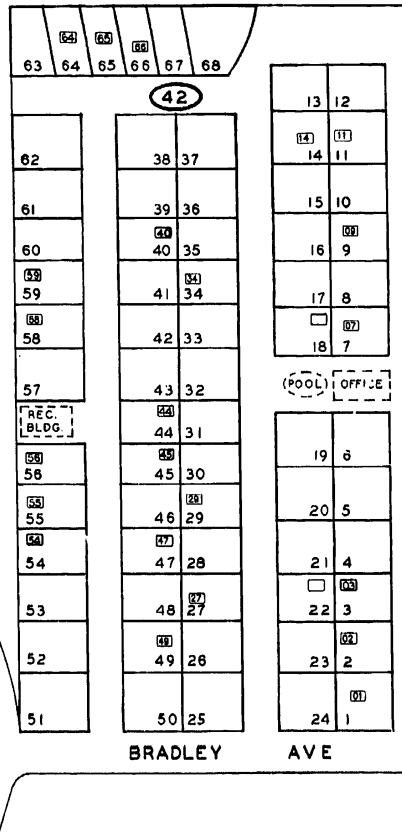 64 65 66
63 64 65 66 67 68
42
13 12
14 11
62 38 37 14 11
61 39 36 15 10
40 09
60 40 35 16 9
59 34
59 41 34 17 8
58 07
58 42 33 18 7
57 43 32
(POOL) OFFICE
REC.
BLDG.
44
44 31
56 45
56 45 30 19 6
55 29
55 46 29 20 5
54 47
54 47 28 21 4
27 03
53 48 27 22 3
49 02
52 49 26 23 2
01
51 50 25 24 1
BRADLEY AVE